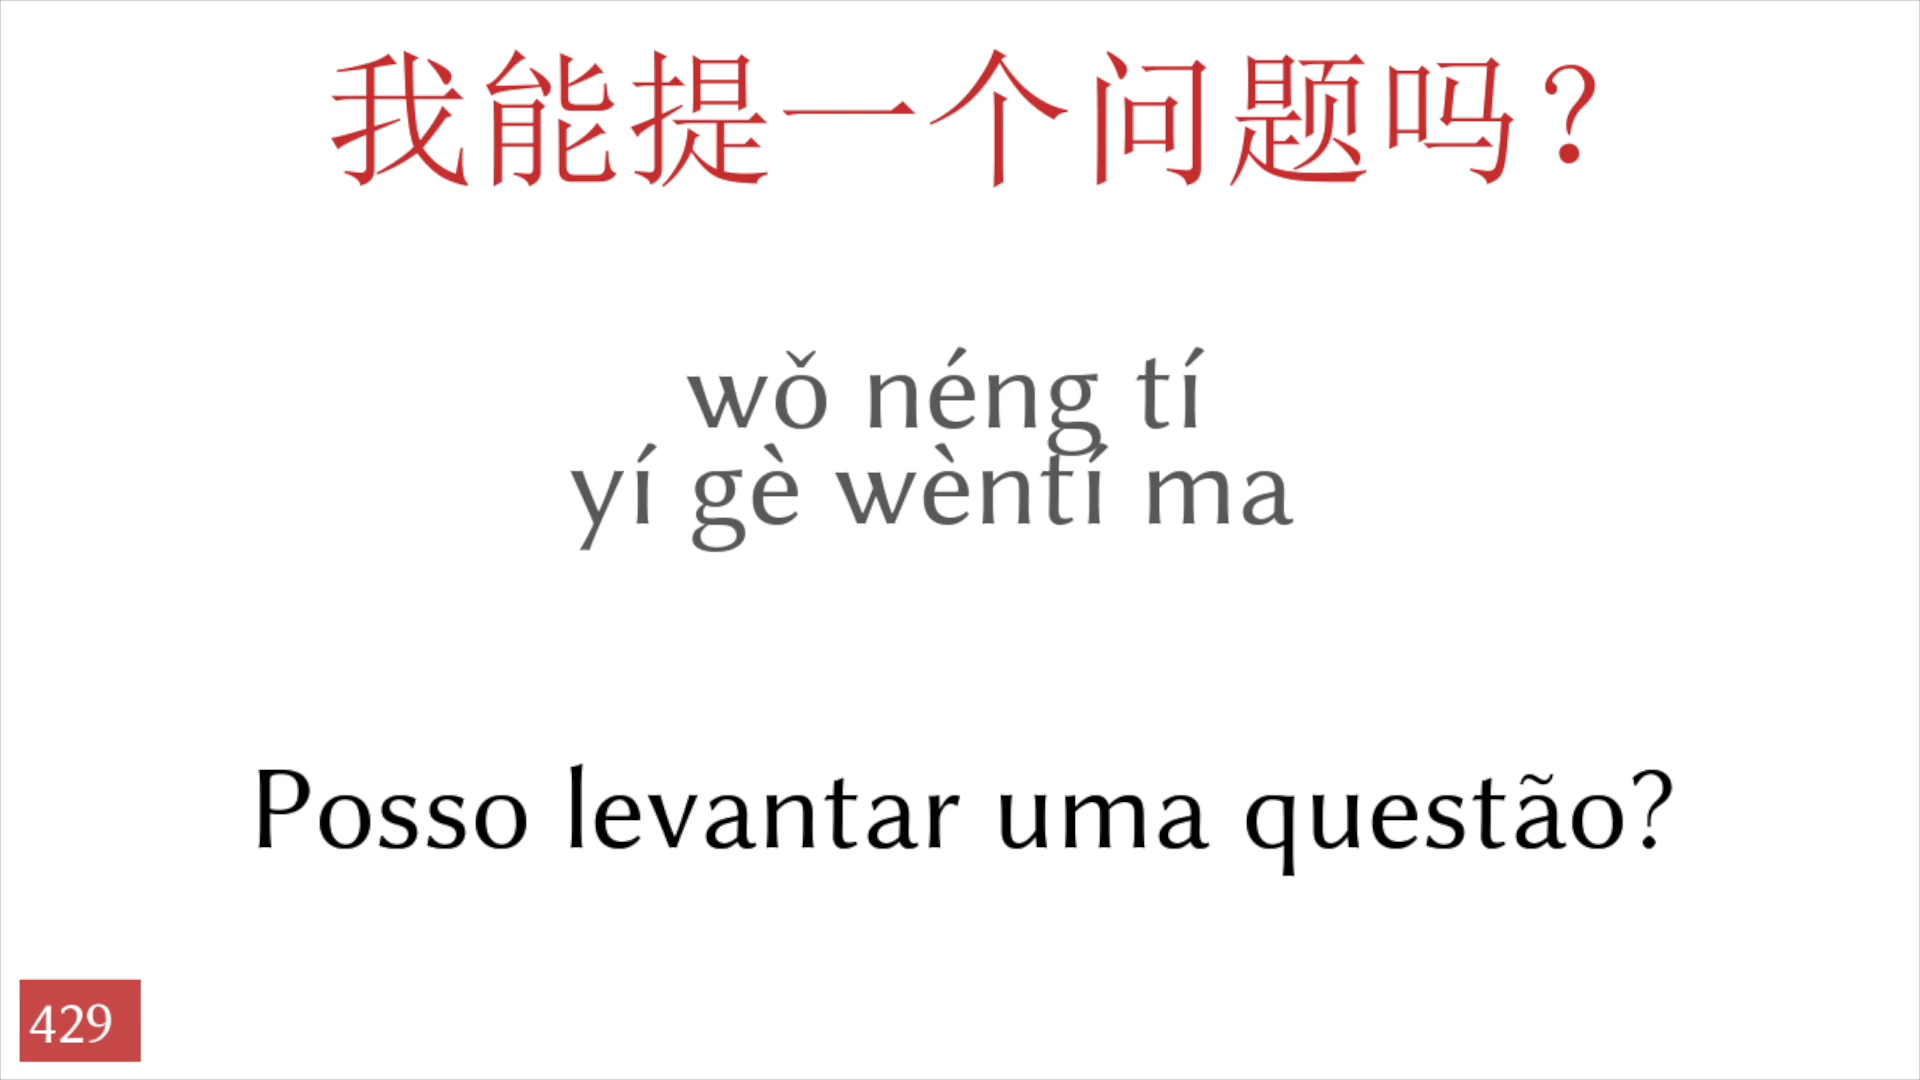 我能提一个问题吗？
wǒ néng tí
yí gè wèntí ma
Posso levantar uma questão?
429